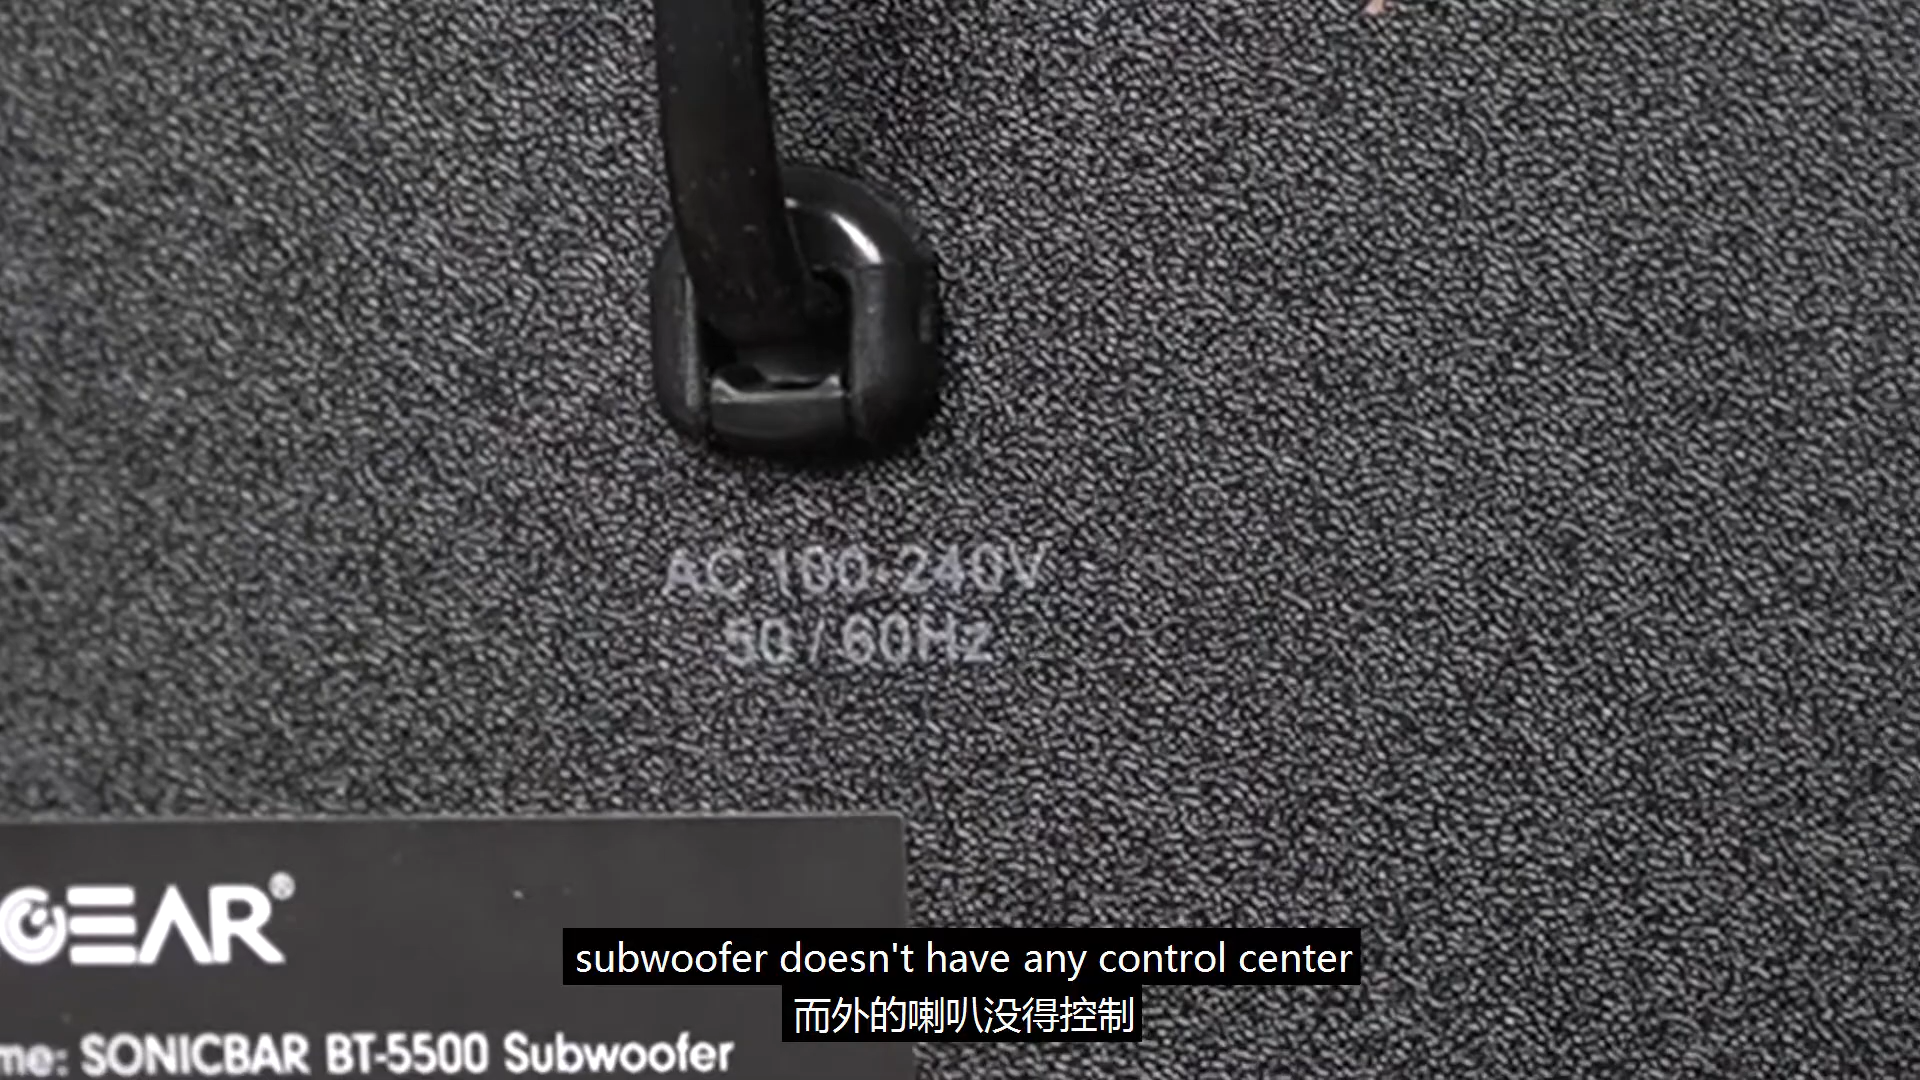 AC 100-240V
50 / 60Hz
GEAR®
me: SONICBAR BT-5500 Subwoofer
subwoofer doesn't have any control center
而外的喇叭没得控制